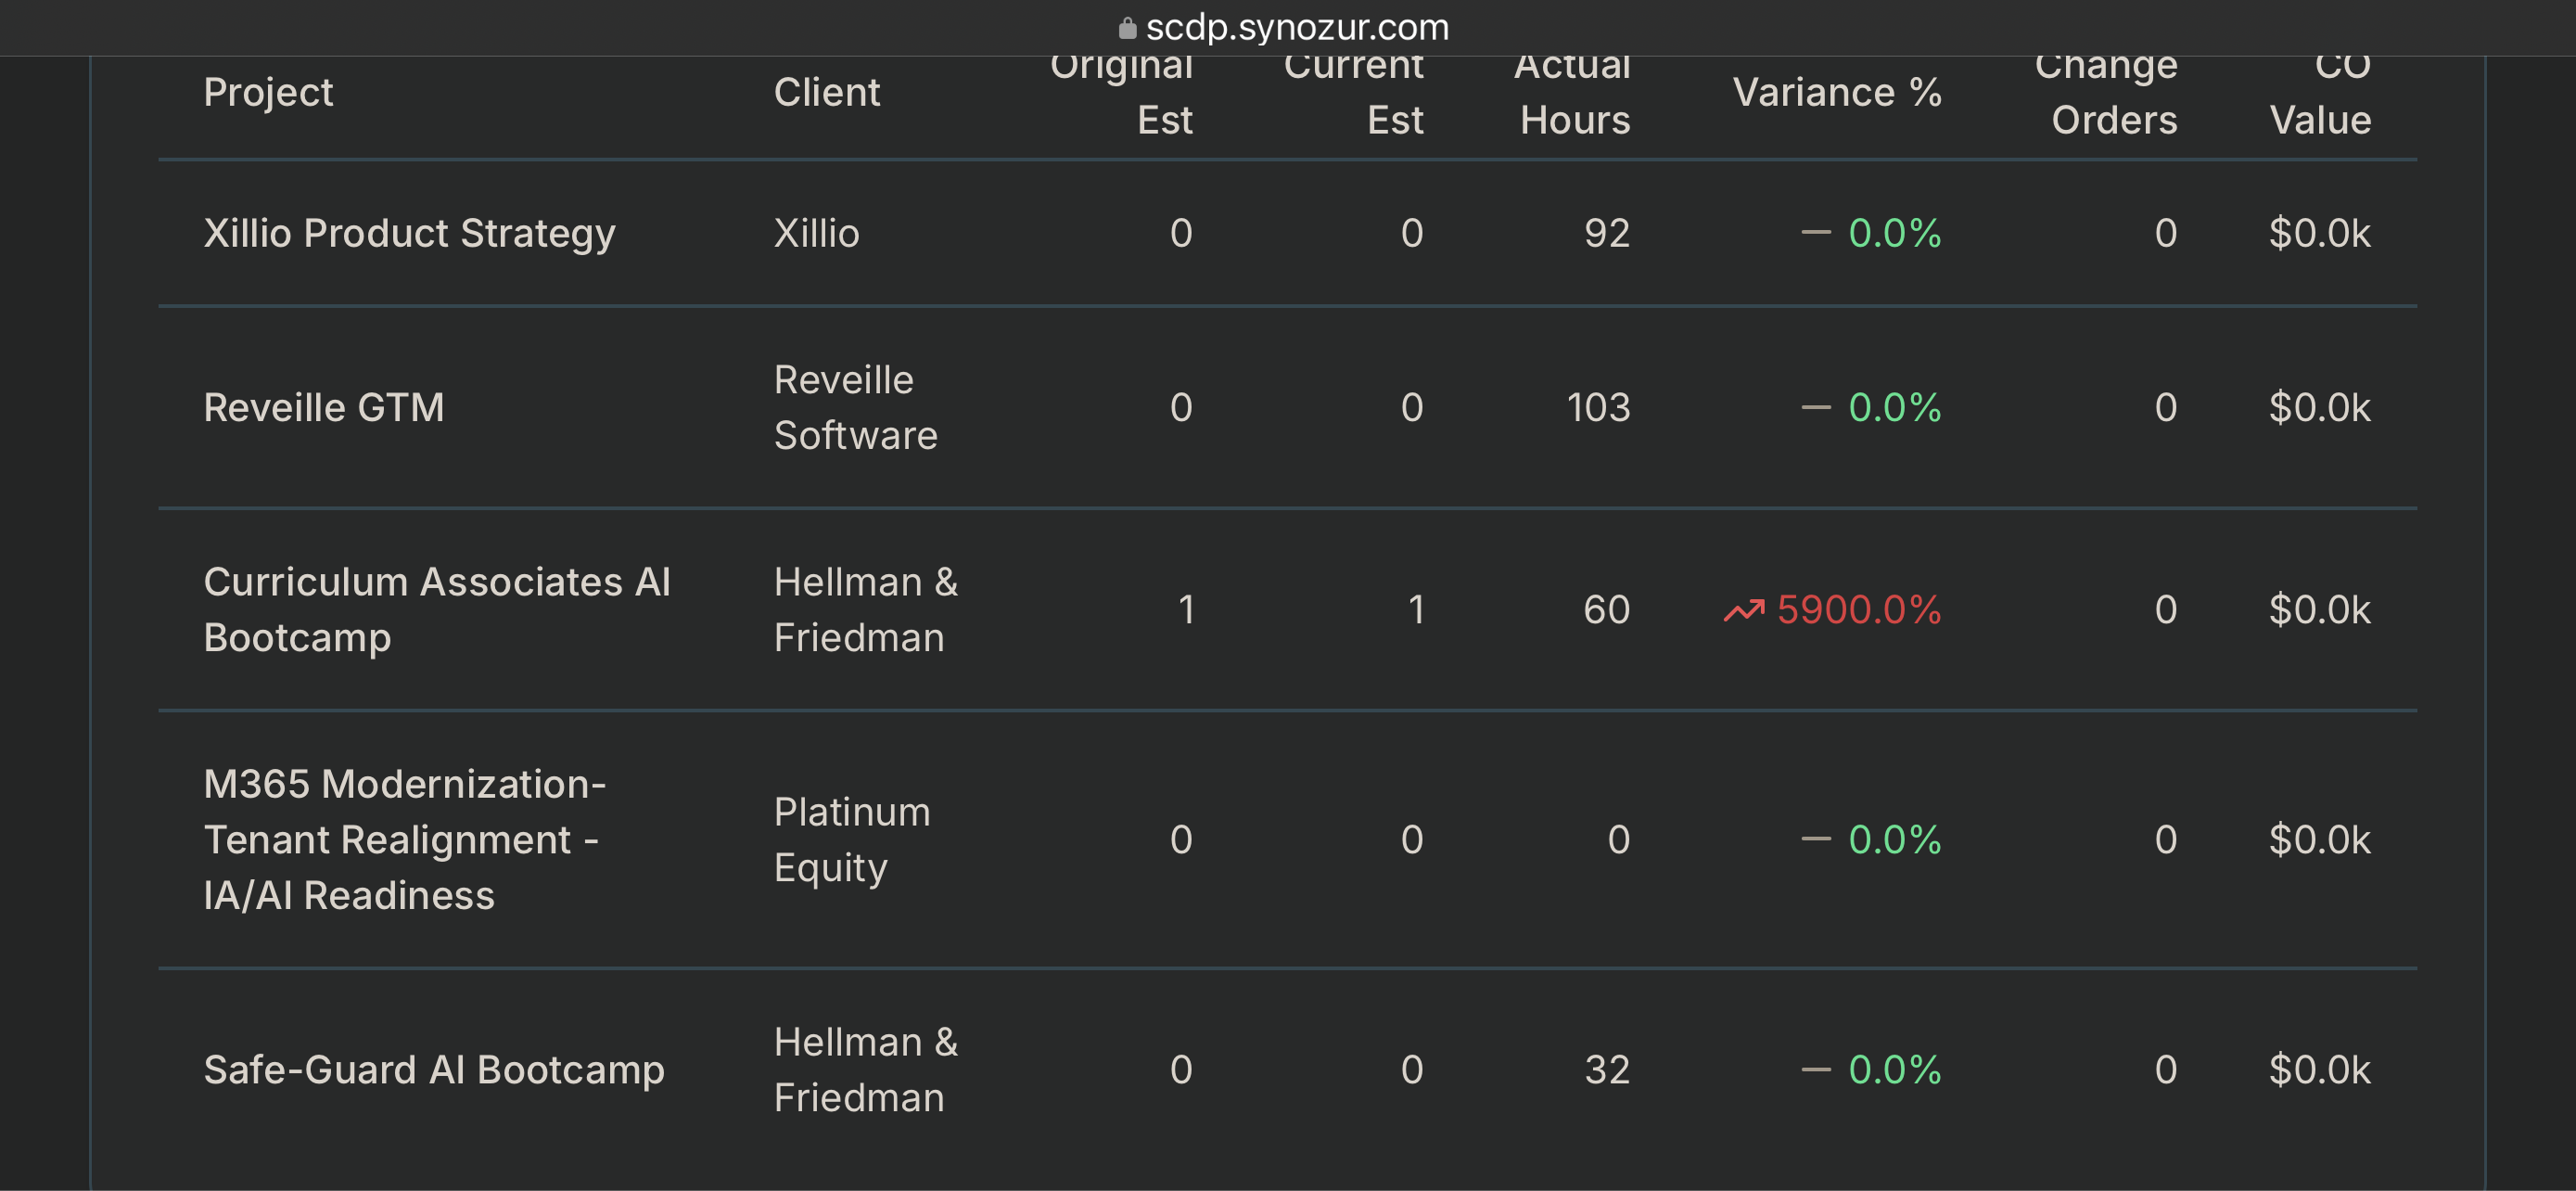 scdp.synozur.com
Project Client Original Est Current Est Actual Hours Variance % Change Orders CO Value
Xillio Product Strategy Xillio 0 0 92 — 0.0% 0 $0.0k
Reveille GTM Reveille Software 0 0 103 — 0.0% 0 $0.0k
Curriculum Associates AI Bootcamp Hellman & Friedman 1 1 60 5900.0% 0 $0.0k
M365 Modernization- Tenant Realignment - IA/AI Readiness Platinum Equity 0 0 0 — 0.0% 0 $0.0k
Safe-Guard AI Bootcamp Hellman & Friedman 0 0 32 — 0.0% 0 $0.0k